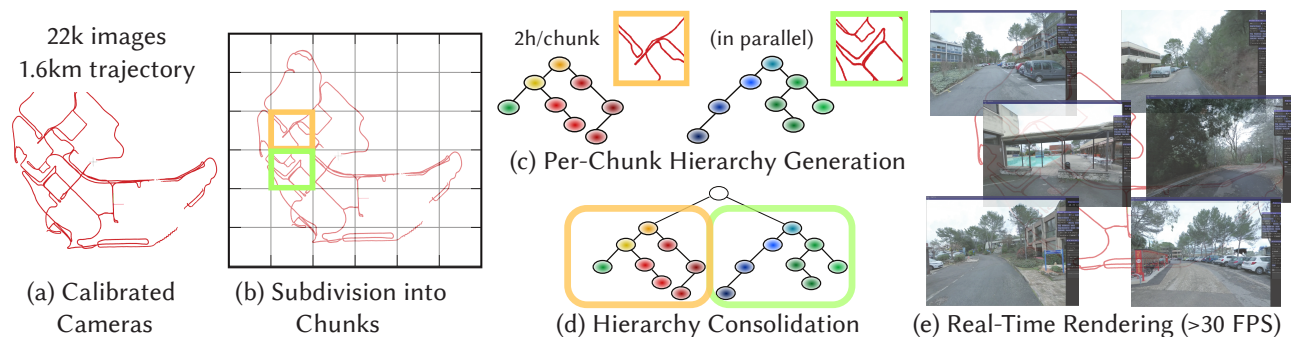 22k images
1.6km trajectory
2h/chunk
(in parallel)
(c) Per-Chunk Hierarchy Generation
(a) Calibrated
Cameras
(b) Subdivision into
Chunks
(d) Hierarchy Consolidation
(e) Real-Time Rendering (>30 FPS)